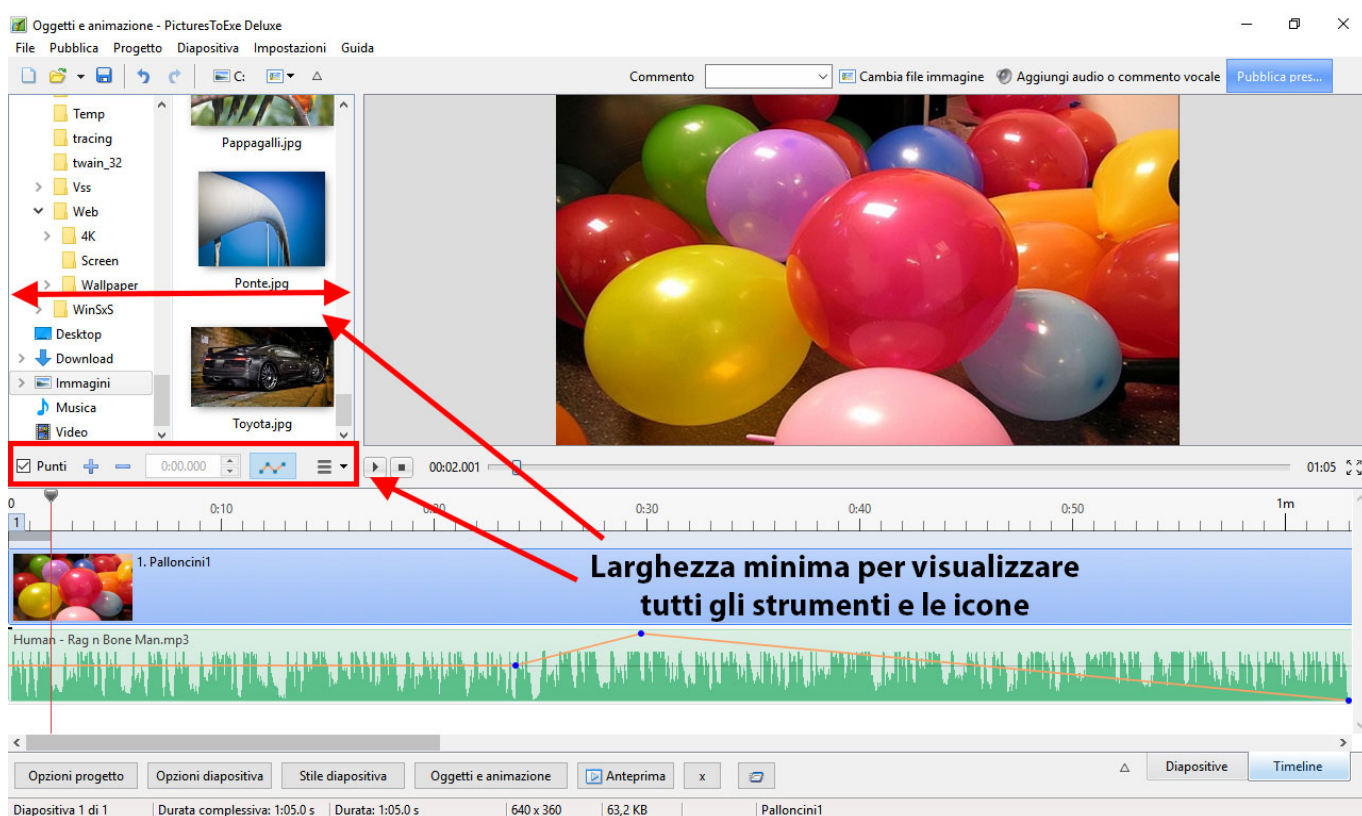 Oggetti e animazione - PicturesToExe Deluxe
File Pubblica Progetto Diapositiva Impostazioni Guida
C: Commento Cambia file immagine Aggiungi audio o commento vocale Pubblica pres...
Temp
tracing
twain_32
Vss
Web
4K
Screen
Wallpaper
WinSxS
Desktop
Download
Immagini
Musica
Video
Pappagalli.jpg
Ponte.jpg
Toyota.jpg
Punti 0:00.000 00:02.001 01:05
0 0:10 0:20 0:30 0:40 0:50 1m
1
1. Palloncini1
Larghezza minima per visualizzare
tutti gli strumenti e le icone
Human - Rag n Bone Man.mp3
Opzioni progetto Opzioni diapositiva Stile diapositiva Oggetti e animazione Anteprima x Diapositive Timeline
Diapositiva 1 di 1 Durata complessiva: 1:05.0 s Durata: 1:05.0 s 640 x 360 63,2 KB Palloncini1